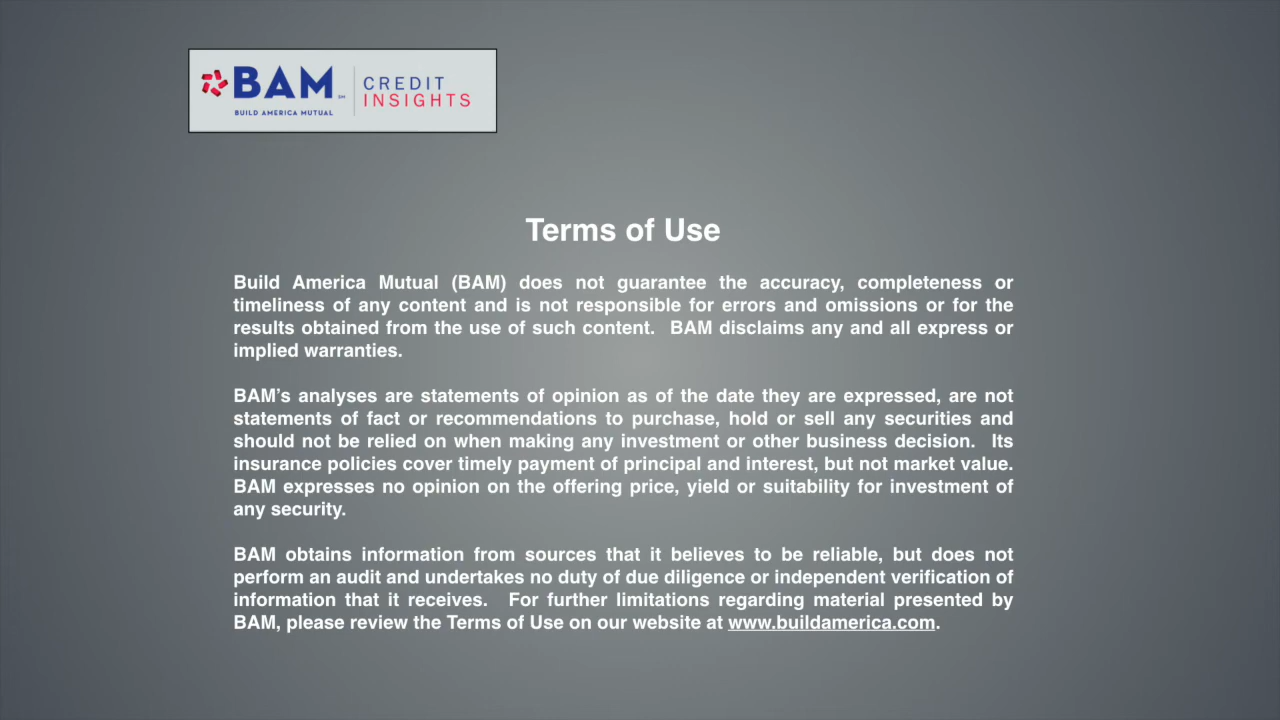 BAM SM
BUILD AMERICA MUTUAL
CREDIT
INSIGHTS
Terms of Use
Build America Mutual (BAM) does not guarantee the accuracy, completeness or
timeliness of any content and is not responsible for errors and omissions or for the
results obtained from the use of such content. BAM disclaims any and all express or
implied warranties.
BAM’s analyses are statements of opinion as of the date they are expressed, are not
statements of fact or recommendations to purchase, hold or sell any securities and
should not be relied on when making any investment or other business decision. Its
insurance policies cover timely payment of principal and interest, but not market value.
BAM expresses no opinion on the offering price, yield or suitability for investment of
any security.
BAM obtains information from sources that it believes to be reliable, but does not
perform an audit and undertakes no duty of due diligence or independent verification of
information that it receives. For further limitations regarding material presented by
BAM, please review the Terms of Use on our website at www.buildamerica.com.